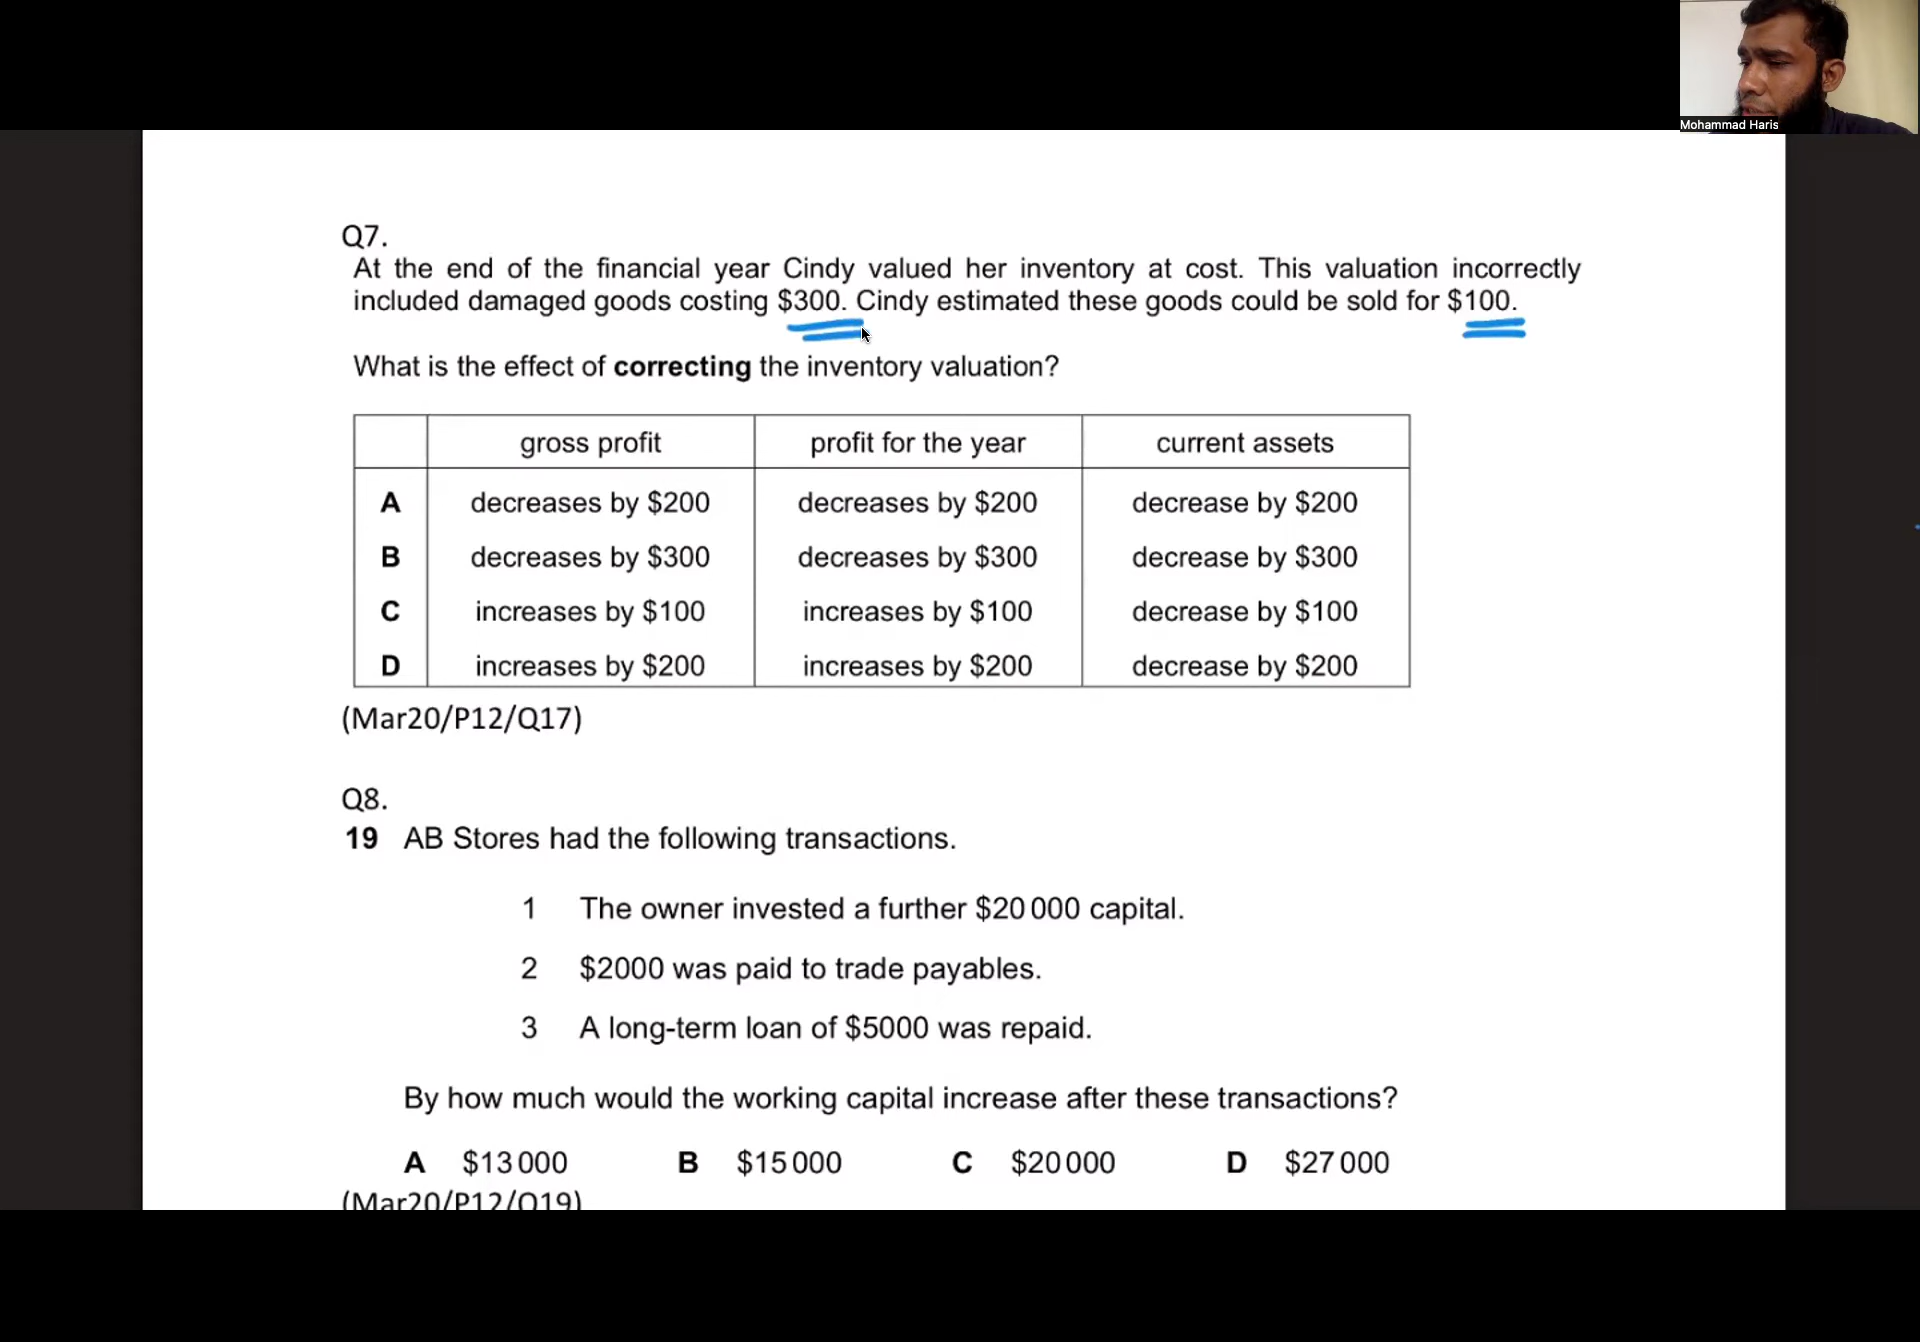 Mohammad Haris
Q7.
At the end of the financial year Cindy valued her inventory at cost. This valuation incorrectly
included damaged goods costing $300. Cindy estimated these goods could be sold for $100.
What is the effect of correcting the inventory valuation?
gross profit profit for the year current assets
A decreases by $200 decreases by $200 decrease by $200
B decreases by $300 decreases by $300 decrease by $300
C increases by $100 increases by $100 decrease by $100
D increases by $200 increases by $200 decrease by $200
(Mar20/P12/Q17)
Q8.
19 AB Stores had the following transactions.
1 The owner invested a further $20 000 capital.
2 $2000 was paid to trade payables.
3 A long-term loan of $5000 was repaid.
By how much would the working capital increase after these transactions?
A $13 000 B $15 000 C $20 000 D $27 000
(Mar20/P12/Q19)